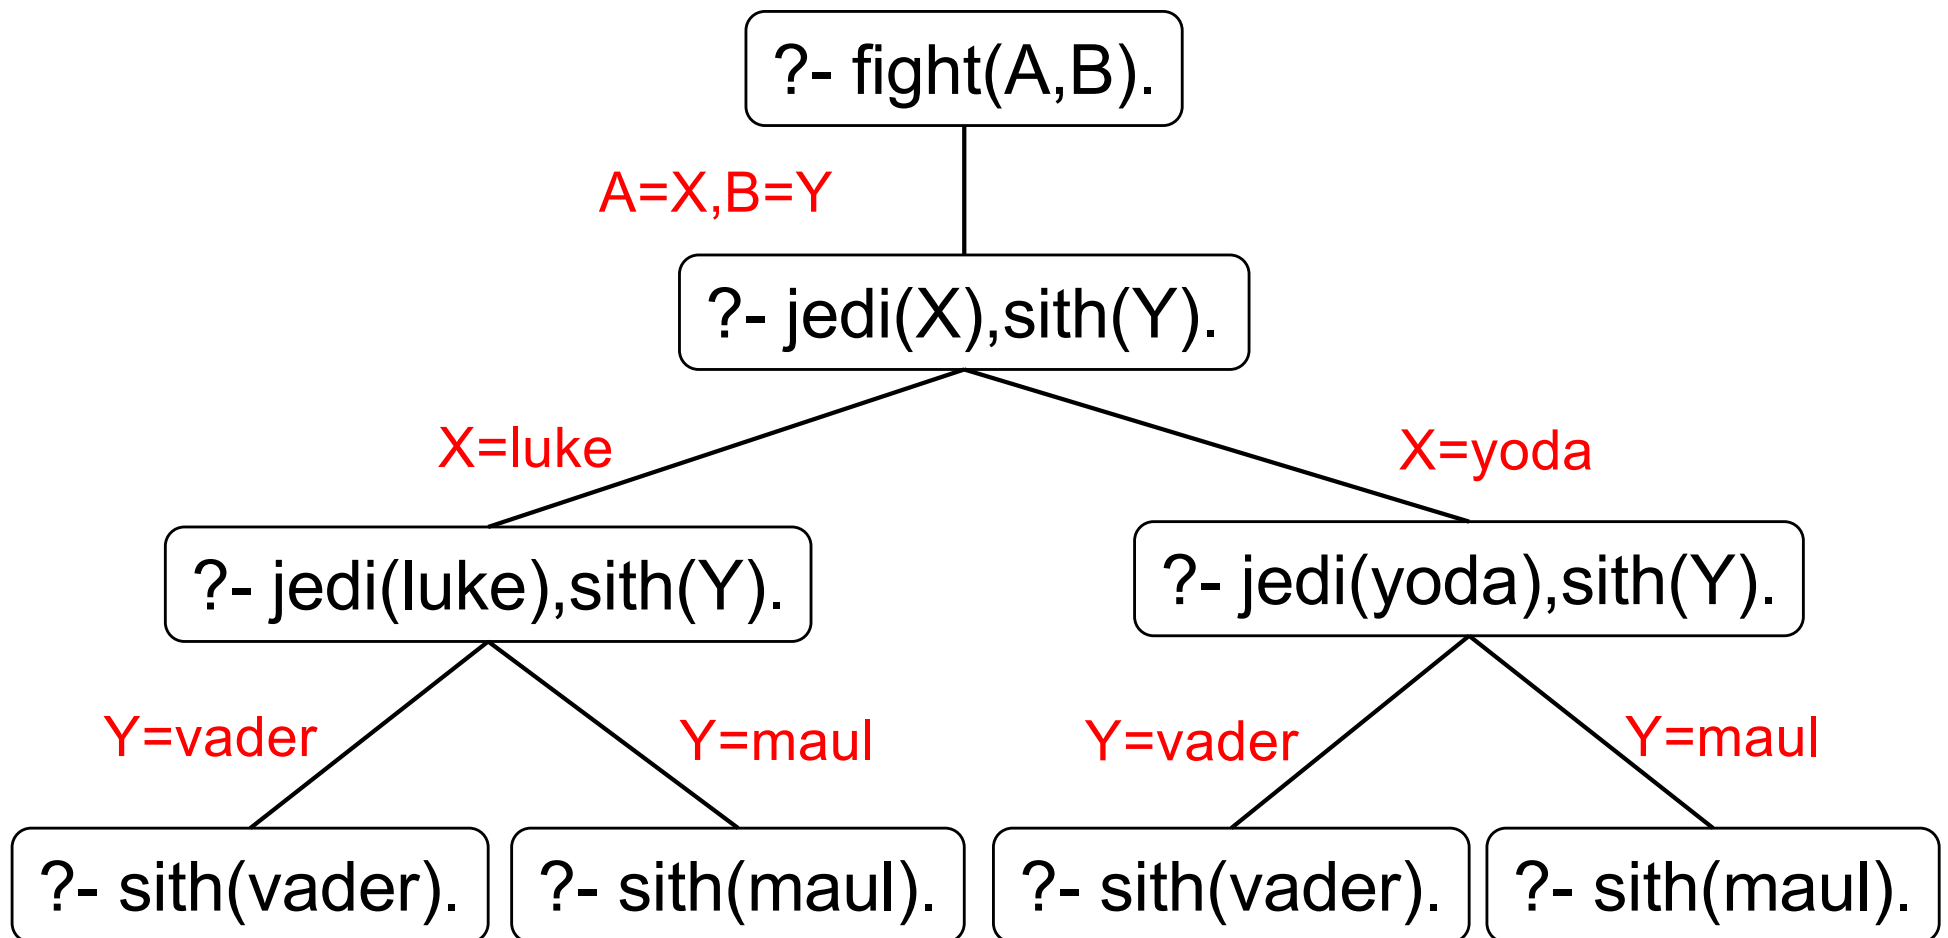 ?- fight(A,B).
A=X,B=Y
?- jedi(X),sith(Y).
X=luke
X=yoda
?- jedi(luke),sith(Y).
?- jedi(yoda),sith(Y).
Y=vader
Y=maul
Y=vader
Y=maul
?- sith(vader).
?- sith(maul).
?- sith(vader).
?- sith(maul).